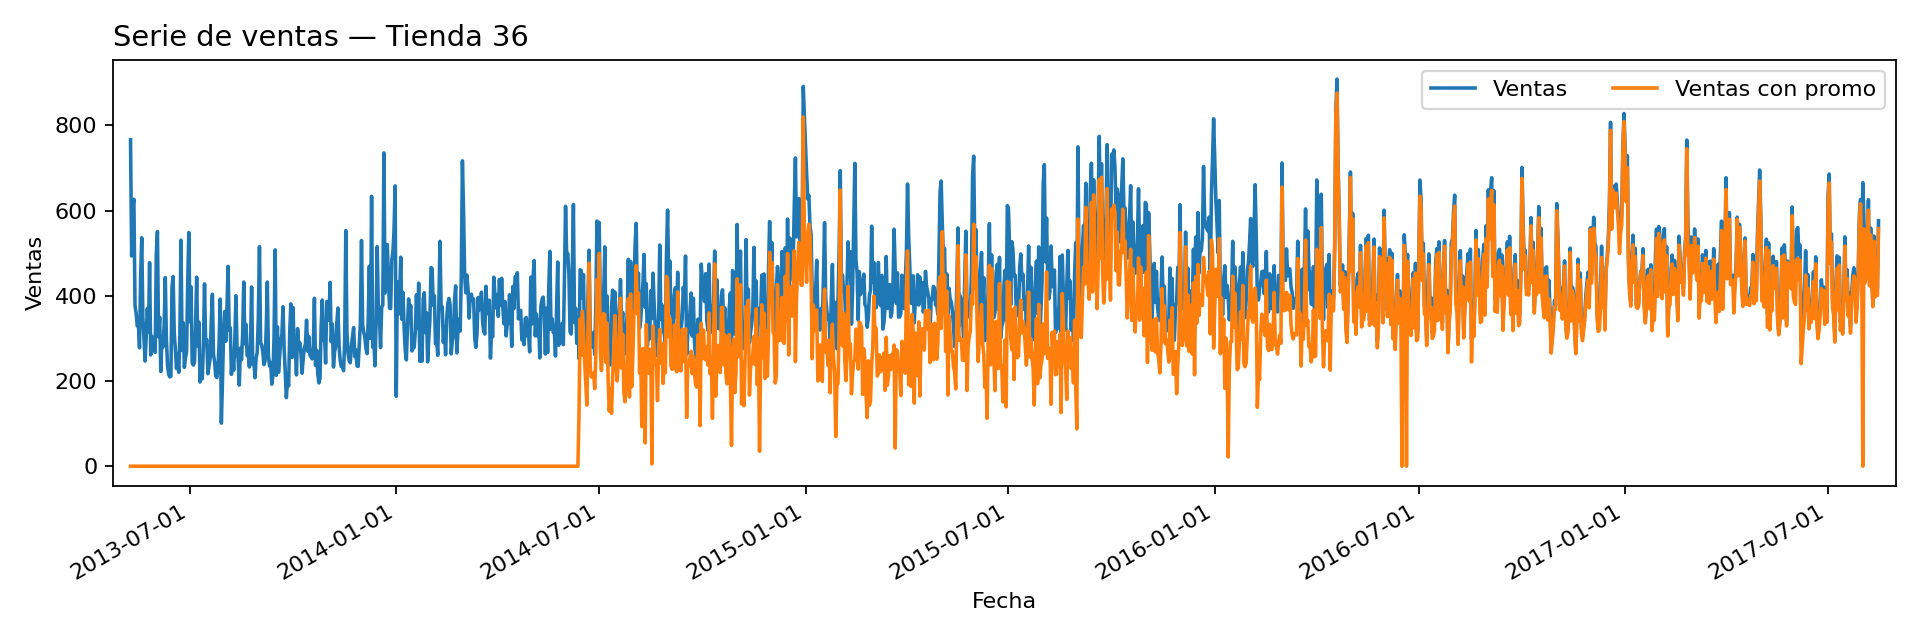 Serie de ventas — Tienda 36
Ventas
Ventas con promo
Ventas
800
600
400
200
0
2013-07-01
2014-01-01
2014-07-01
2015-01-01
2015-07-01
2016-01-01
2016-07-01
2017-01-01
2017-07-01
Fecha